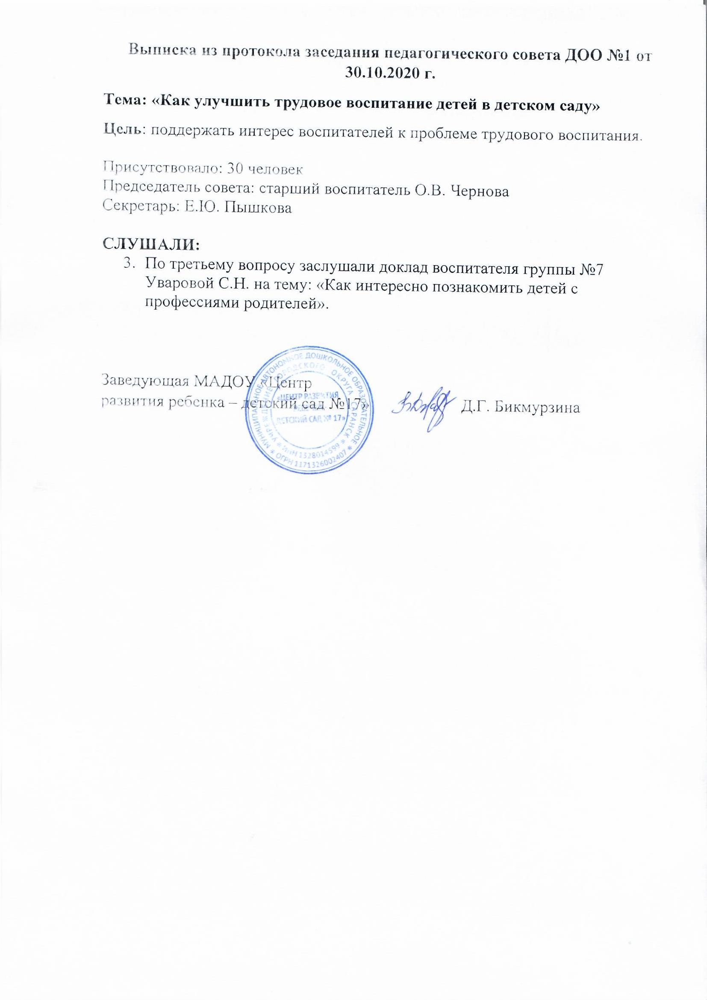 Выписка из протокола заседания педагогического совета ДОО №1 от
30.10.2020 г.
Тема: «Как улучшить трудовое воспитание детей в детском саду»
Цель: поддержать интерес воспитателей к проблеме трудового воспитания.
Присутствовало: 30 человек
Председатель совета: старший воспитатель О.В. Чернова
Секретарь: Е.Ю. Пышкова
СЛУШАЛИ:
3. По третьему вопросу заслушали доклад воспитателя группы №7
Уваровой С.Н. на тему: «Как интересно познакомить детей с
профессиями родителей».
Заведующая МАДОУ «Центр
развития ребенка – детский сад №17»
Д.Г. Бикмурзина
МУНИЦИПАЛЬНОЕ АВТОНОМНОЕ ДОШКОЛЬНОЕ ОБРАЗОВАТЕЛЬНОЕ
УЧРЕЖДЕНИЕ ГОРОДСКОГО ОКРУГА САРАНСК
«ЦЕНТР РАЗВИТИЯ
РЕБЕНКА-
ДЕТСКИЙ САД № 17»
* ИНН 1328014599 *
* ОГРН 1171326002407 *